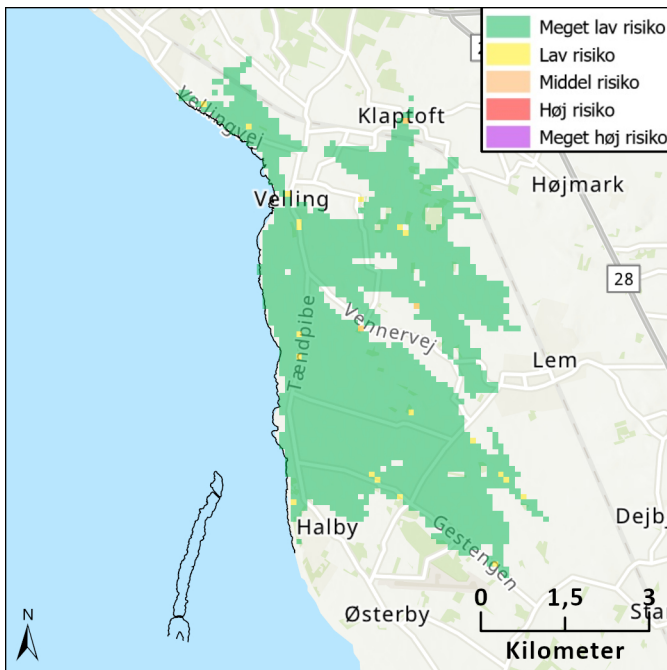 Meget lav risiko
Lav risiko
Middel risiko
Høj risiko
Meget høj risiko
Vellingvej
Klaptoft
Højmark
Velling
28
Tændpibe
Vennervej
Lem
Halby
Gestengen
Dejbj
Østerby
N
0 1,5 3
Kilometer